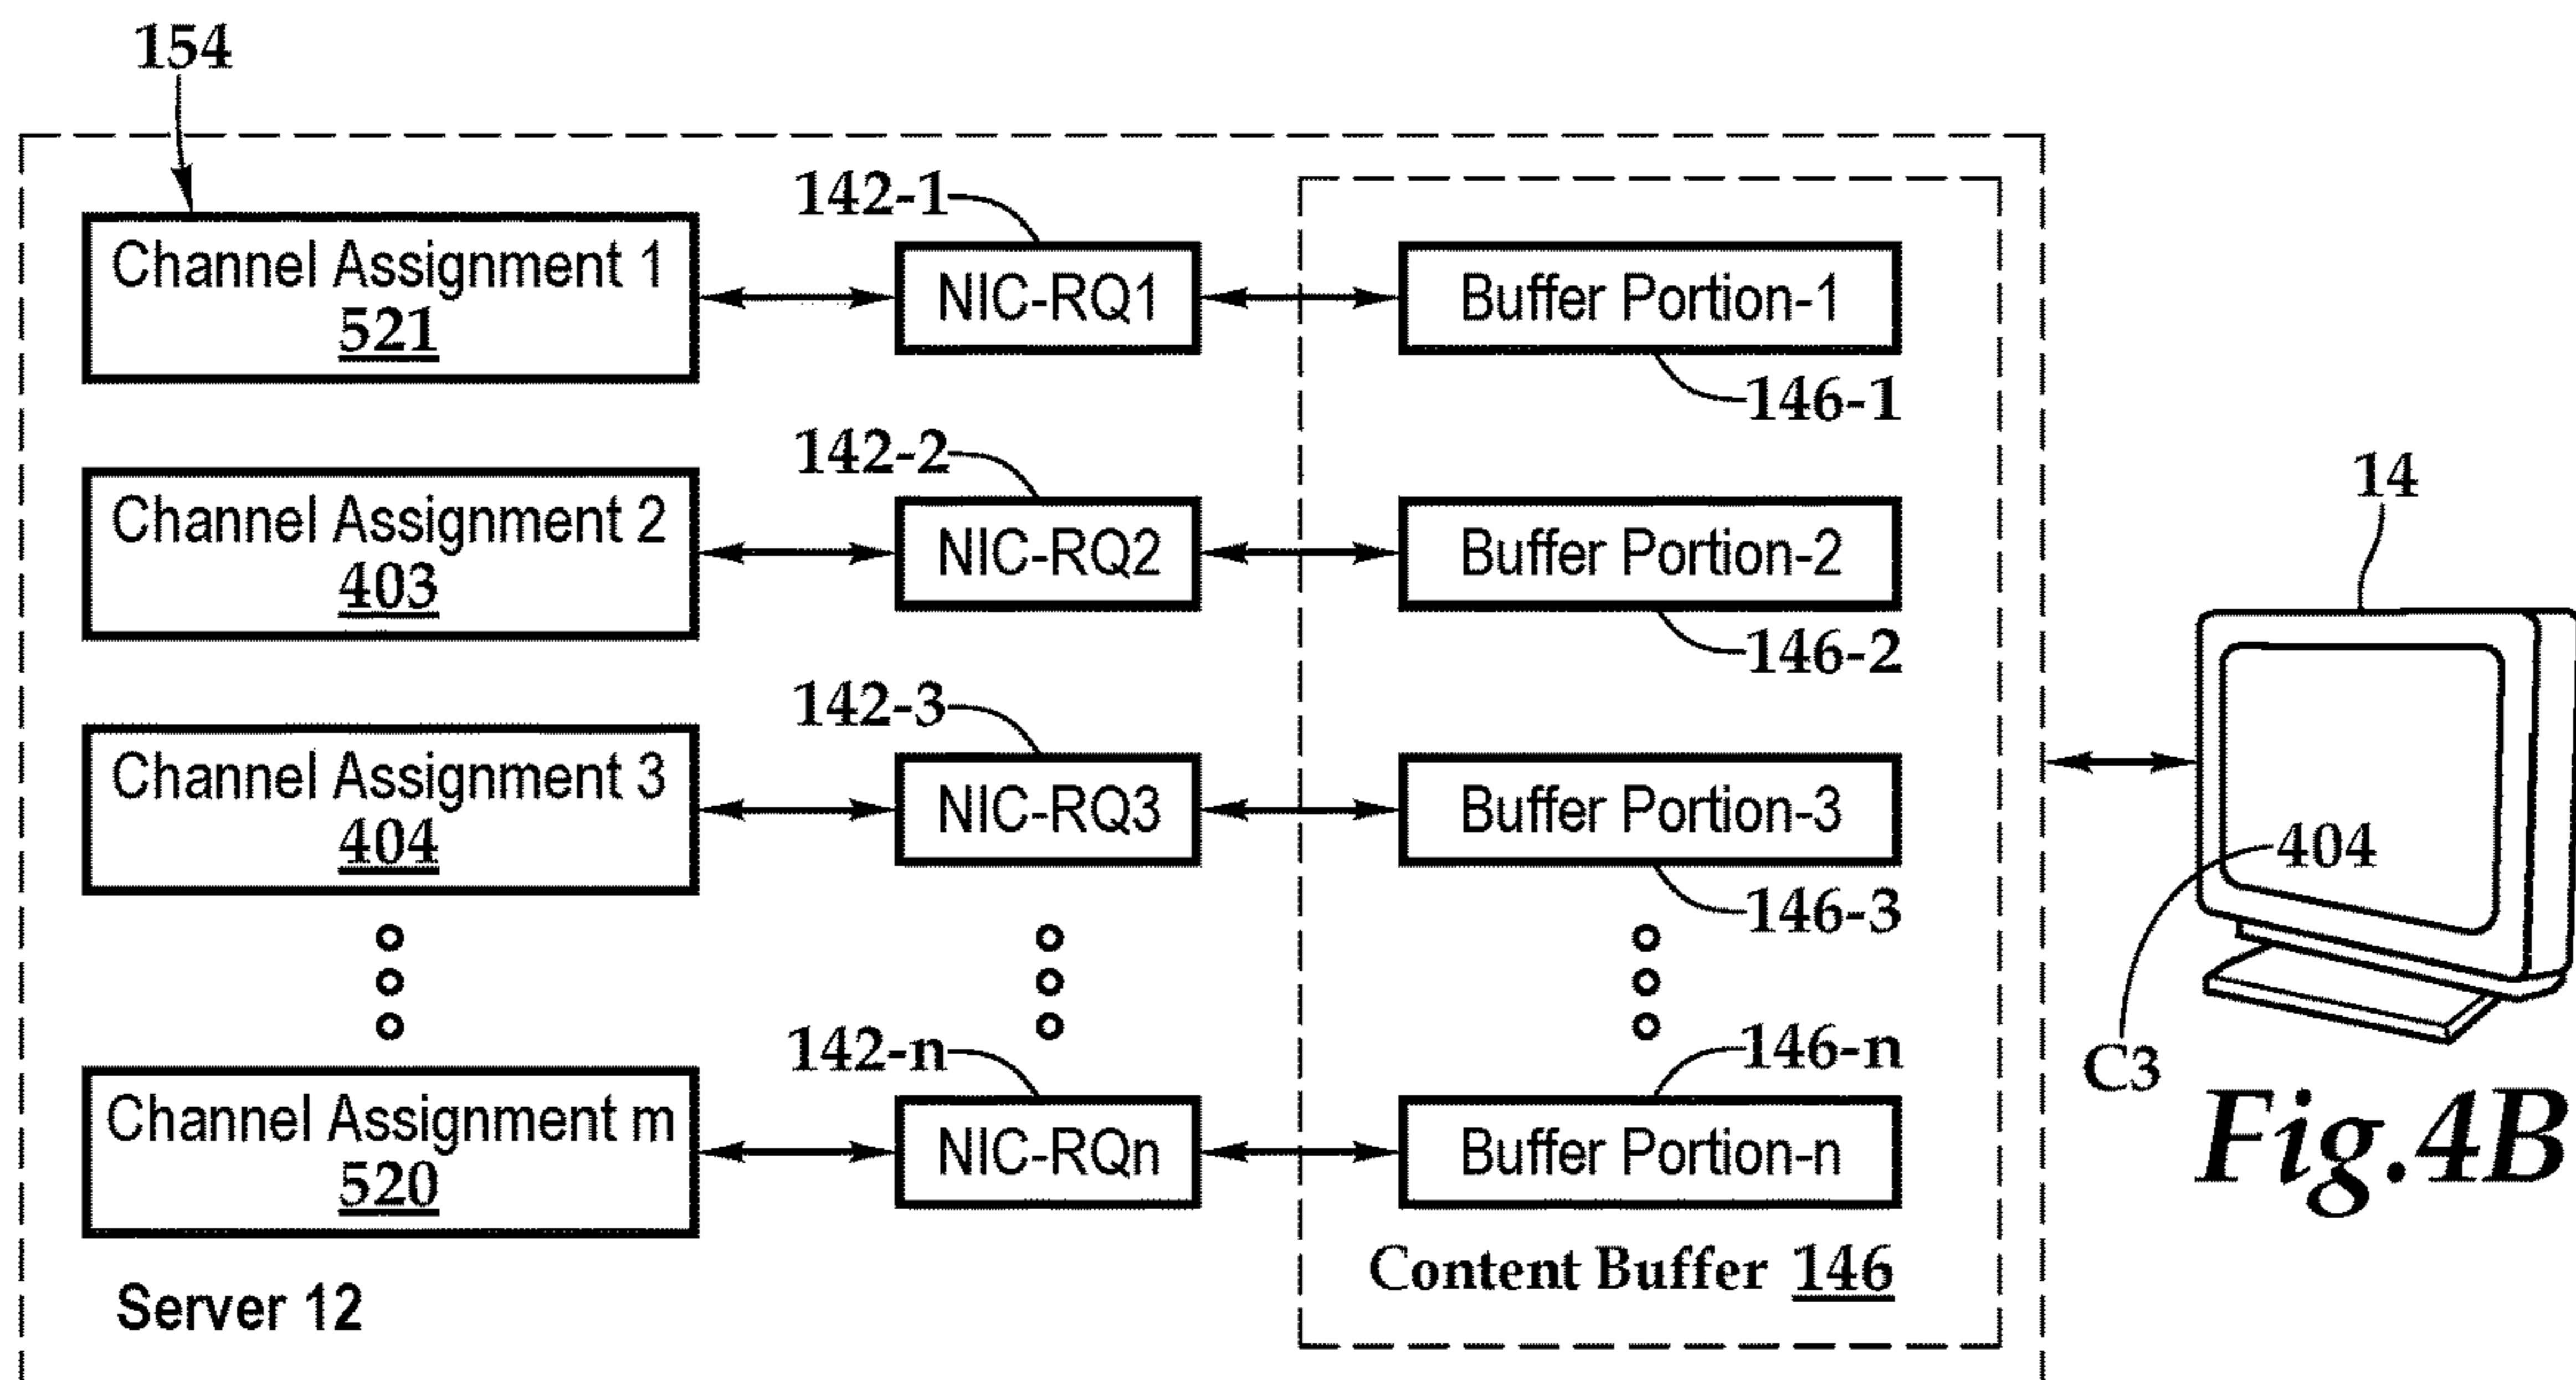 154
142-1
Channel Assignment 1
521
NIC-RQ1
Buffer Portion-1
146-1
142-2
Channel Assignment 2
403
NIC-RQ2
Buffer Portion-2
146-2
14
142-3
Channel Assignment 3
404
NIC-RQ3
Buffer Portion-3
146-3
404
C3
142-n
146-n
Channel Assignment m
520
NIC-RQn
Buffer Portion-n
Content Buffer 146
Server 12
Fig.4B